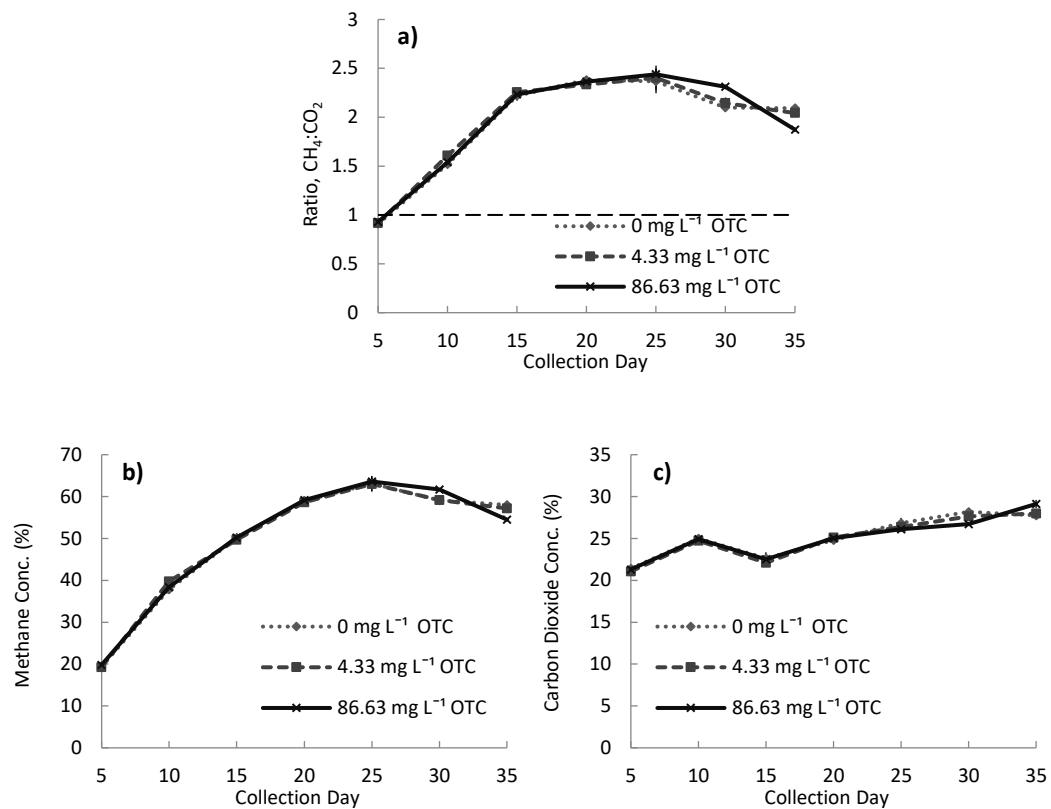 a)
Ratio, CH₄:CO₂
3
2.5
2
1.5
1
0.5
0
0 mg L⁻¹ OTC
4.33 mg L⁻¹ OTC
86.63 mg L⁻¹ OTC
5 10 15 20 25 30 35
Collection Day
b)
Methane Conc. (%)
70
60
50
40
30
20
10
0
0 mg L⁻¹ OTC
4.33 mg L⁻¹ OTC
86.63 mg L⁻¹ OTC
5 10 15 20 25 30 35
Collection Day
c)
Carbon Dioxide Conc. (%)
35
30
25
20
15
10
5
0
0 mg L⁻¹ OTC
4.33 mg L⁻¹ OTC
86.63 mg L⁻¹ OTC
5 10 15 20 25 30 35
Collection Day